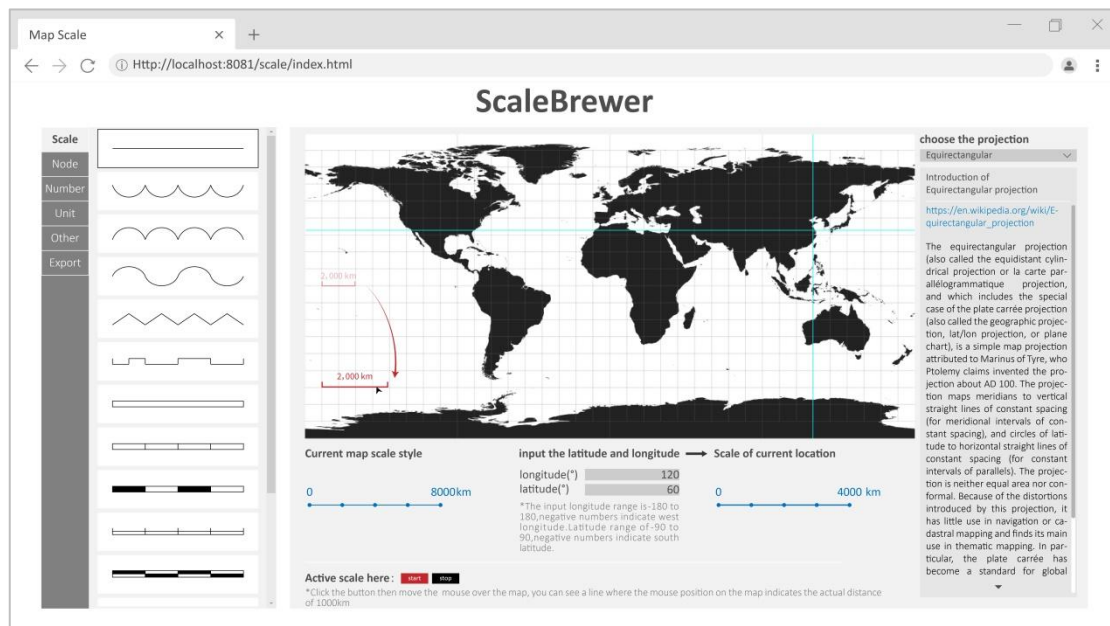 Map Scale
Http://localhost:8081/scale/index.html
ScaleBrewer
Scale
Node
Number
Unit
Other
Export
2,000 km
2,000 km
choose the projection
Equirectangular
Introduction of
Equirectangular projection
https://en.wikipedia.org/wiki/E-
quirectangular_projection
The equirectangular projection
(also called the equidistant cylin-
drical projection or la carte par-
allélogrammatique projection,
and which includes the special
case of the plate carrée projection
(also called the geographic projec-
tion, lat/lon projection, or plane
chart), is a simple map projection
attributed to Marinus of Tyre, who
Ptolemy claims invented the pro-
jection about AD 100. The projec-
tion maps meridians to vertical
straight lines of constant spacing
(for meridional intervals of con-
stant spacing), and circles of lati-
tude to horizontal straight lines of
constant spacing (for constant
intervals of parallels). The projec-
tion is neither equal area nor con-
formal. Because of the distortions
introduced by this projection, it
has little use in navigation or ca-
dastral mapping and finds its main
use in thematic mapping. In par-
ticular, the plate carrée has
become a standard for global
Current map scale style
0 8000km
input the latitude and longitude
longitude(°) 120
latitude(°) 60
*The input longitude range is-180 to
180,negative numbers indicate west
longitude.Latitude range of -90 to
90,negative numbers indicate south
latitude.
Scale of current location
0 4000 km
Active scale here : start stop
*Click the button then move the mouse over the map, you can see a line where the mouse position on the map indicates the actual distance
of 1000km